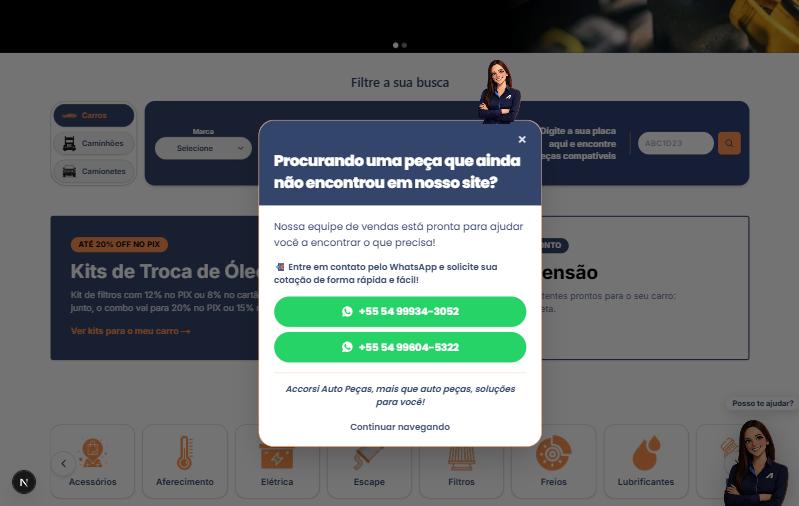 Filtre a sua busca
Carros
Caminhões
Camionetes
Marca
Selecione
Digite a sua placa
aqui e encontre
compatíveis
ABC1D23
×
Procurando uma peça que ainda
não encontrou em nosso site?
Nossa equipe de vendas está pronta para ajudar
você a encontrar o que precisa!
Entre em contato pelo WhatsApp e solicite sua
cotação de forma rápida e fácil!
+55 54 99934-3052
+55 54 99604-5322
Accorsi Auto Peças, mais que auto peças, soluções
para você!
Continuar navegando
ATÉ 20% OFF NO PIX
Kits de Troca de
Kit de filtros com 12% no PIX ou 8% no
junto, o combo vai para 20% no PIX ou 15%
Ver kits para o meu carro →
prontos para o seu carro:
Posso te ajudar?
Acessórios
Aferecimento
Elétrica
Escape
Filtros
Freios
Lubrificantes
N